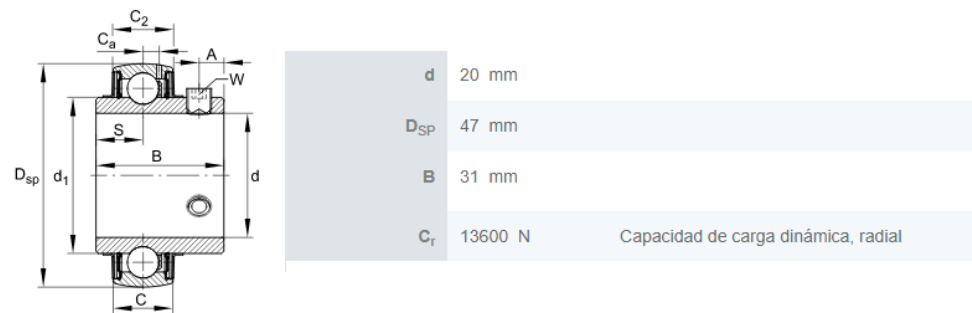 C2
Ca
A
W
S
B
Dsp
d1
d
C
d 20 mm
DSP 47 mm
B 31 mm
Cr 13600 N Capacidad de carga dinámica, radial